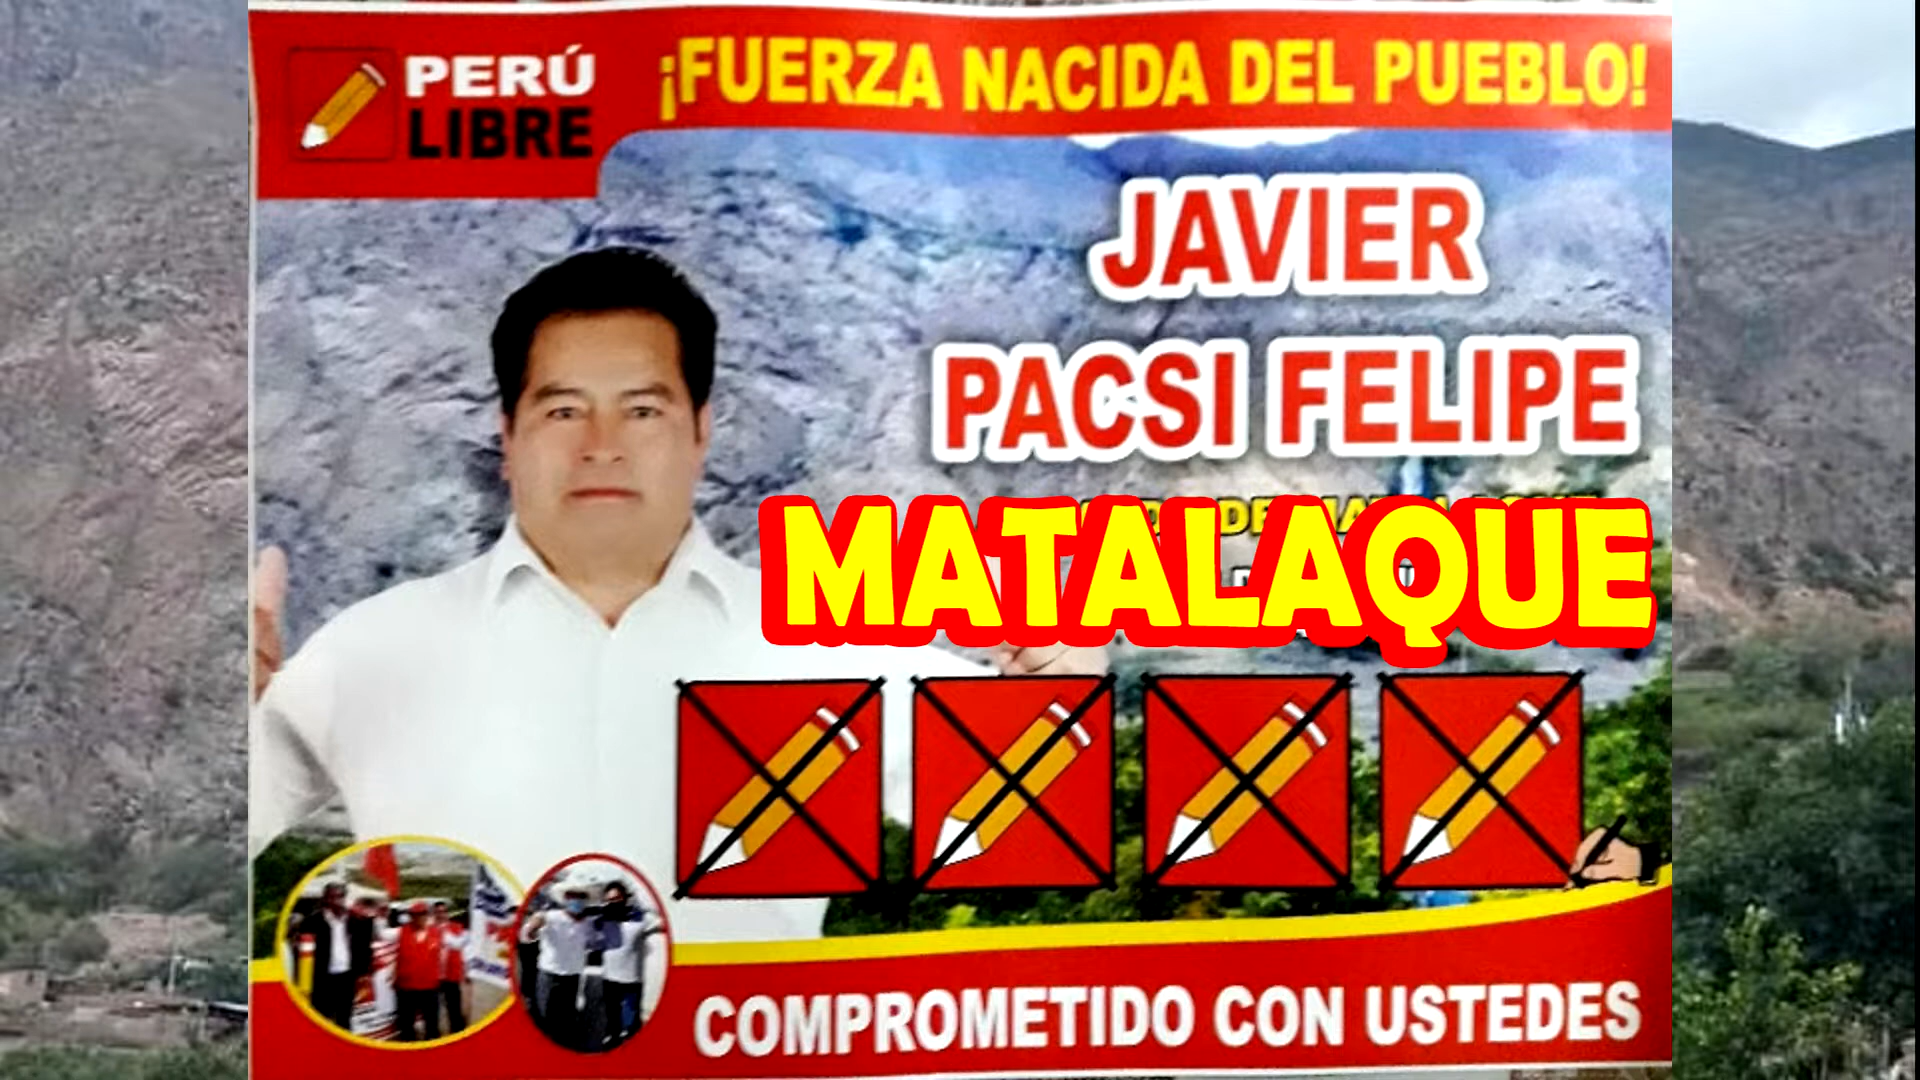 PERÚ
LIBRE
¡FUERZA NACIDA DEL PUEBLO!
JAVIER
PACSI FELIPE
MATALAQUE
COMPROMETIDO CON USTEDES